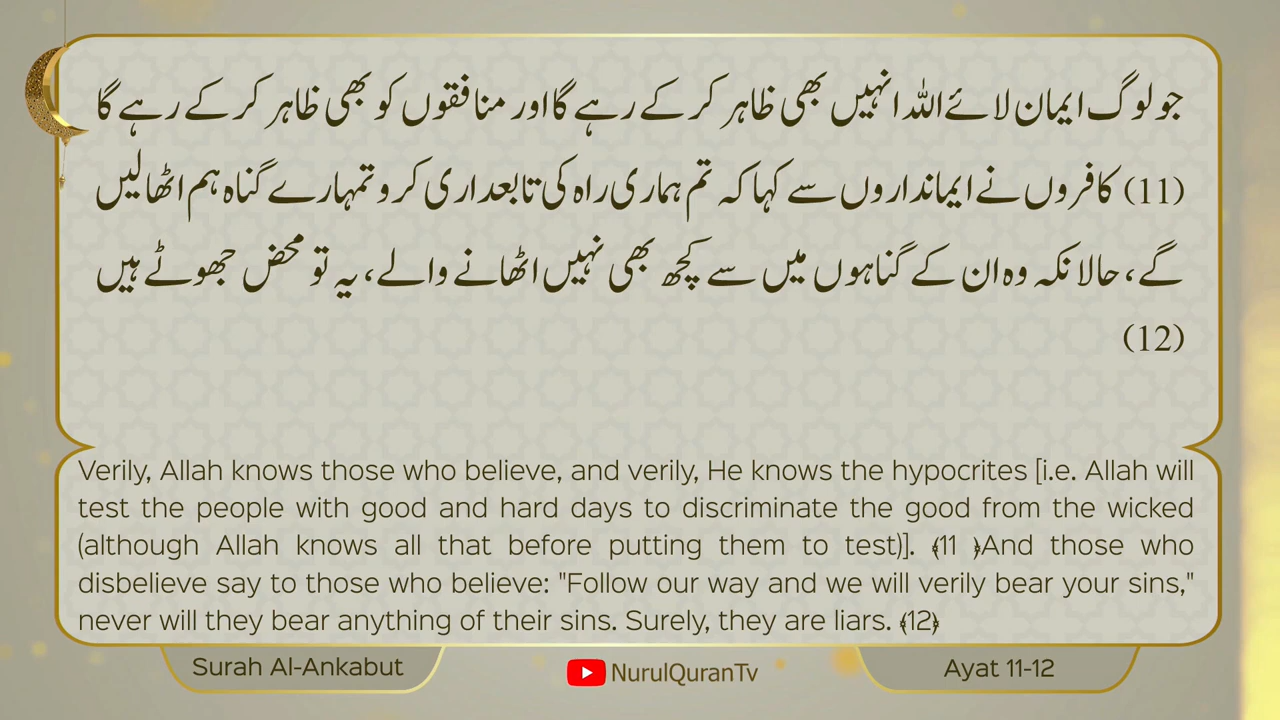 جو لوگ ایمان لائے اللہ انہیں بھی ظاہر کر کے رہے گا اور منافقوں کو بھی ظاہر کر کے رہے گا
(11) کافروں نے ایمانداروں سے کہا کہ تم ہماری راہ کی تابعداری کرو تمہارے گناہ ہم اٹھا لیں
گے، حالانکہ وہ ان کے گناہوں میں سے کچھ بھی نہیں اٹھانے والے، یہ تو محض جھوٹے ہیں
(12)
Verily, Allah knows those who believe, and verily, He knows the hypocrites [i.e. Allah will
test the people with good and hard days to discriminate the good from the wicked
(although Allah knows all that before putting them to test)]. ﴾11 ﴿And those who
disbelieve say to those who believe: "Follow our way and we will verily bear your sins,"
never will they bear anything of their sins. Surely, they are liars. ﴾12﴿
Surah Al-Ankabut
NurulQuranTv
Ayat 11-12